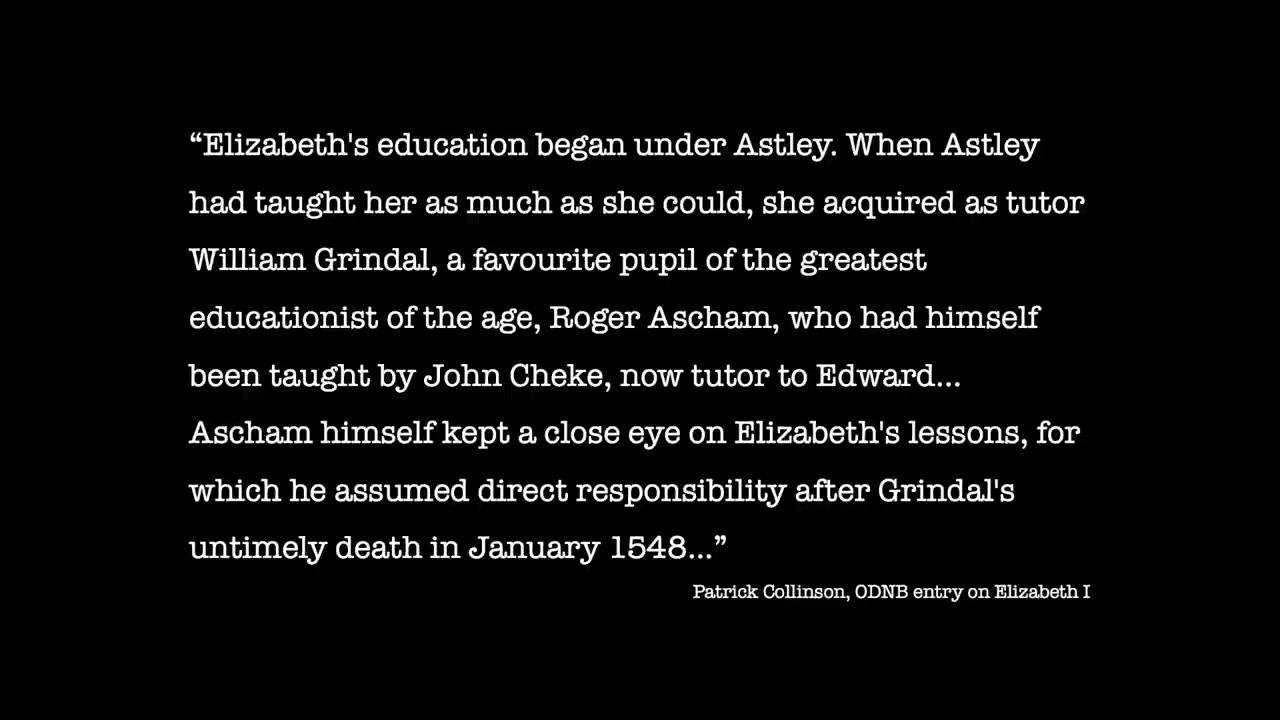 “Elizabeth's education began under Astley. When Astley
had taught her as much as she could, she acquired as tutor
William Grindal, a favourite pupil of the greatest
educationist of the age, Roger Ascham, who had himself
been taught by John Cheke, now tutor to Edward...
Ascham himself kept a close eye on Elizabeth's lessons, for
which he assumed direct responsibility after Grindal's
untimely death in January 1548...”
Patrick Collinson, ODNB entry on Elizabeth I